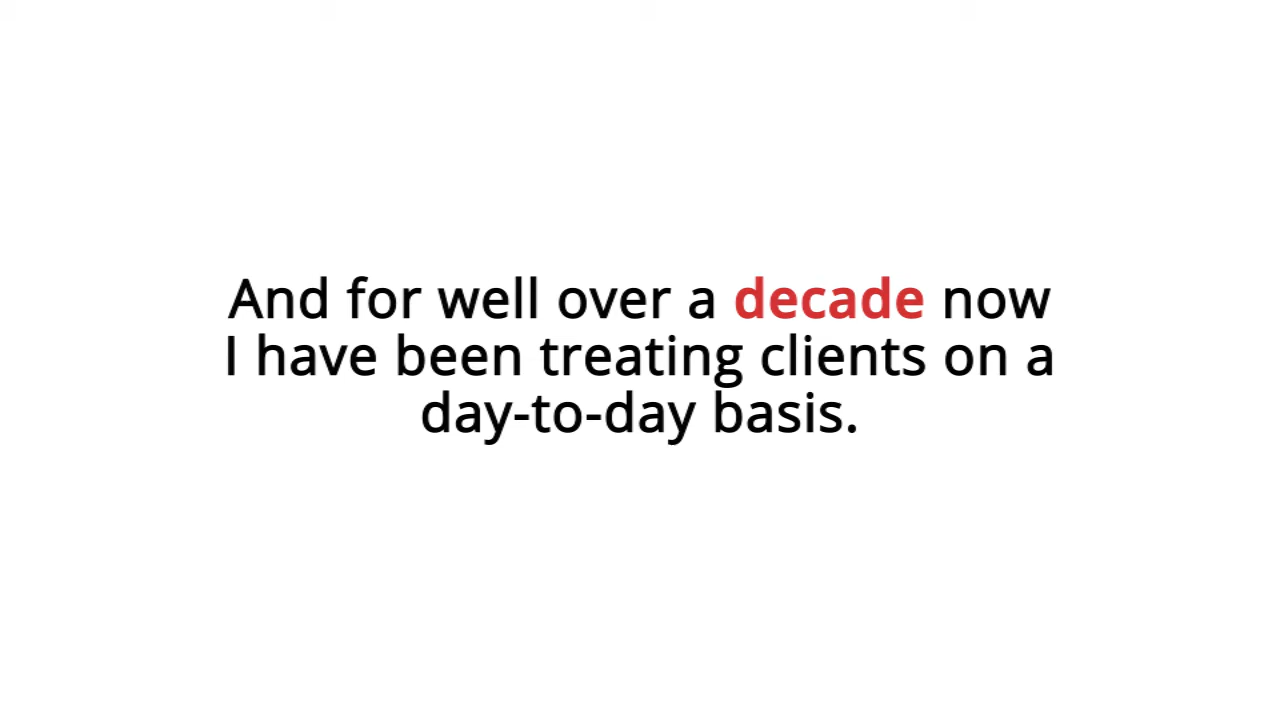 And for well over a decade now
I have been treating clients on a
day-to-day basis.